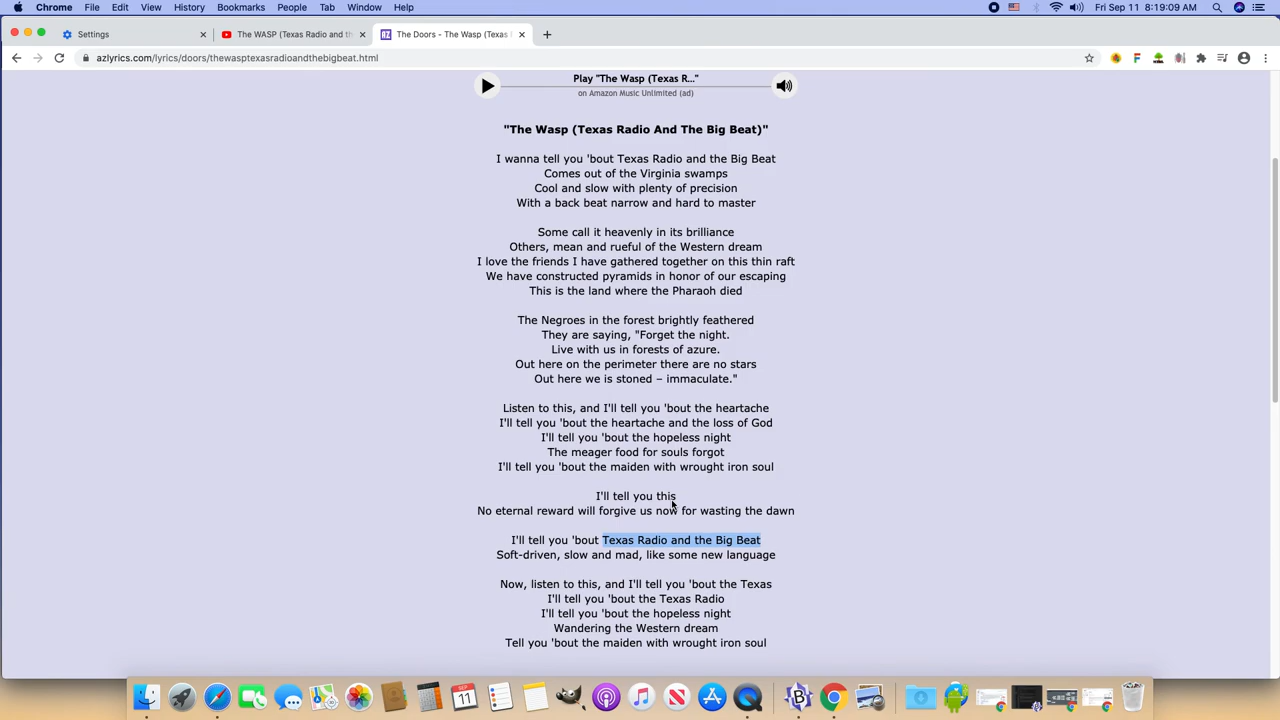 Chrome File Edit View History Bookmarks People Tab Window Help Fri Sep 11 8:19:09 AM
Settings The WASP (Texas Radio and th The Doors - The Wasp (Texas
azlyrics.com/lyrics/doors/thewasptexasradioandthebigbeat.html
Play "The Wasp (Texas R..."
on Amazon Music Unlimited (ad)
"The Wasp (Texas Radio And The Big Beat)"
I wanna tell you 'bout Texas Radio and the Big Beat
Comes out of the Virginia swamps
Cool and slow with plenty of precision
With a back beat narrow and hard to master
Some call it heavenly in its brilliance
Others, mean and rueful of the Western dream
I love the friends I have gathered together on this thin raft
We have constructed pyramids in honor of our escaping
This is the land where the Pharaoh died
The Negroes in the forest brightly feathered
They are saying, "Forget the night.
Live with us in forests of azure.
Out here on the perimeter there are no stars
Out here we is stoned – immaculate."
Listen to this, and I'll tell you 'bout the heartache
I'll tell you 'bout the heartache and the loss of God
I'll tell you 'bout the hopeless night
The meager food for souls forgot
I'll tell you 'bout the maiden with wrought iron soul
I'll tell you this
No eternal reward will forgive us now for wasting the dawn
I'll tell you 'bout Texas Radio and the Big Beat
Soft-driven, slow and mad, like some new language
Now, listen to this, and I'll tell you 'bout the Texas
I'll tell you 'bout the Texas Radio
I'll tell you 'bout the hopeless night
Wandering the Western dream
Tell you 'bout the maiden with wrought iron soul
11